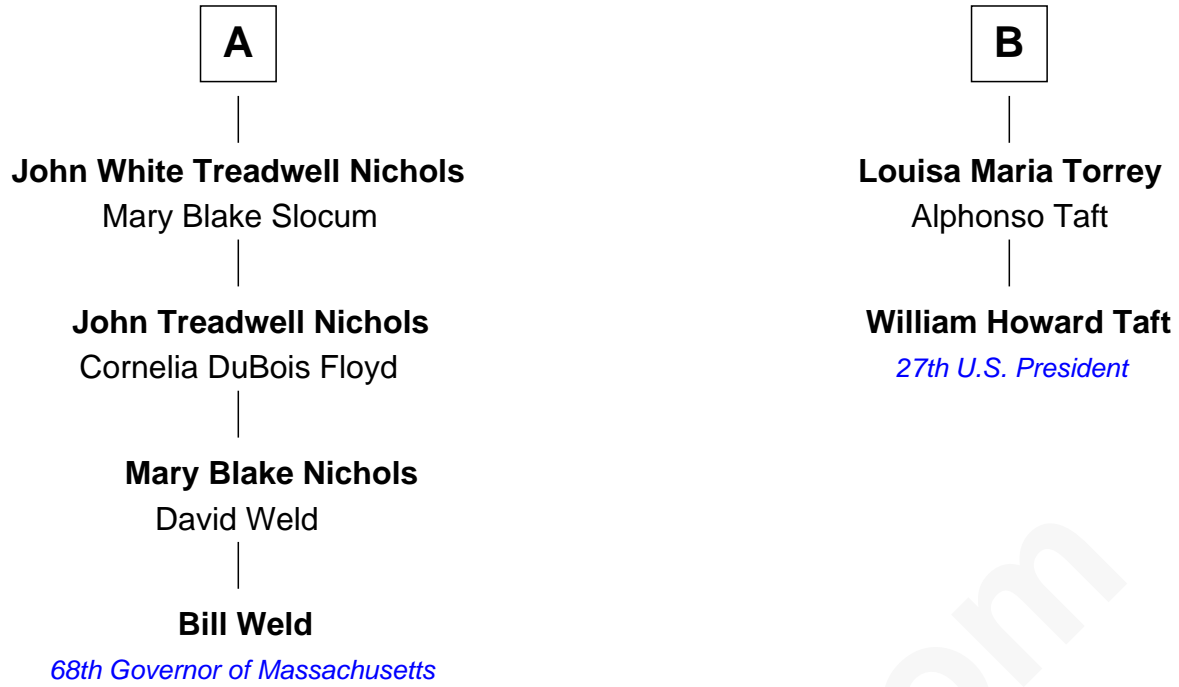 A
John White Treadwell Nichols
Mary Blake Slocum
John Treadwell Nichols
Cornelia DuBois Floyd
Mary Blake Nichols
David Weld
Bill Weld
68th Governor of Massachusetts
B
Louisa Maria Torrey
Alphonso Taft
William Howard Taft
27th U.S. President
om